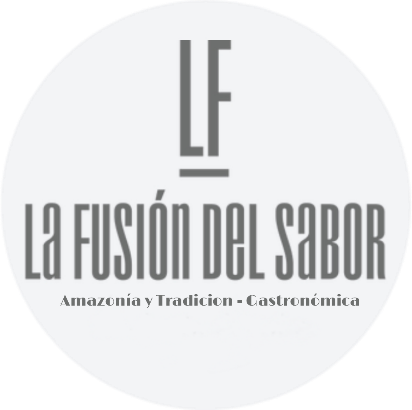 LF
La FUSIÓn DeL SaBOR
Amazonía y Tradicion - Gastronómica